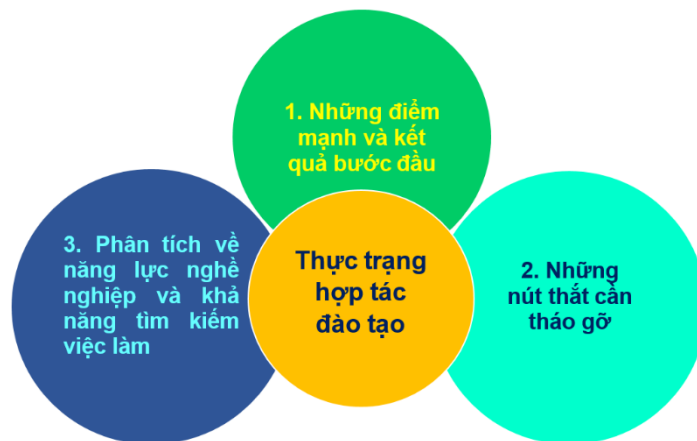 1. Những điểm
mạnh và kết
quả bước đầu
3. Phân tích về
năng lực nghề
nghiệp và khả
năng tìm kiếm
việc làm
Thực trạng
hợp tác
đào tạo
2. Những
nút thắt cần
tháo gỡ